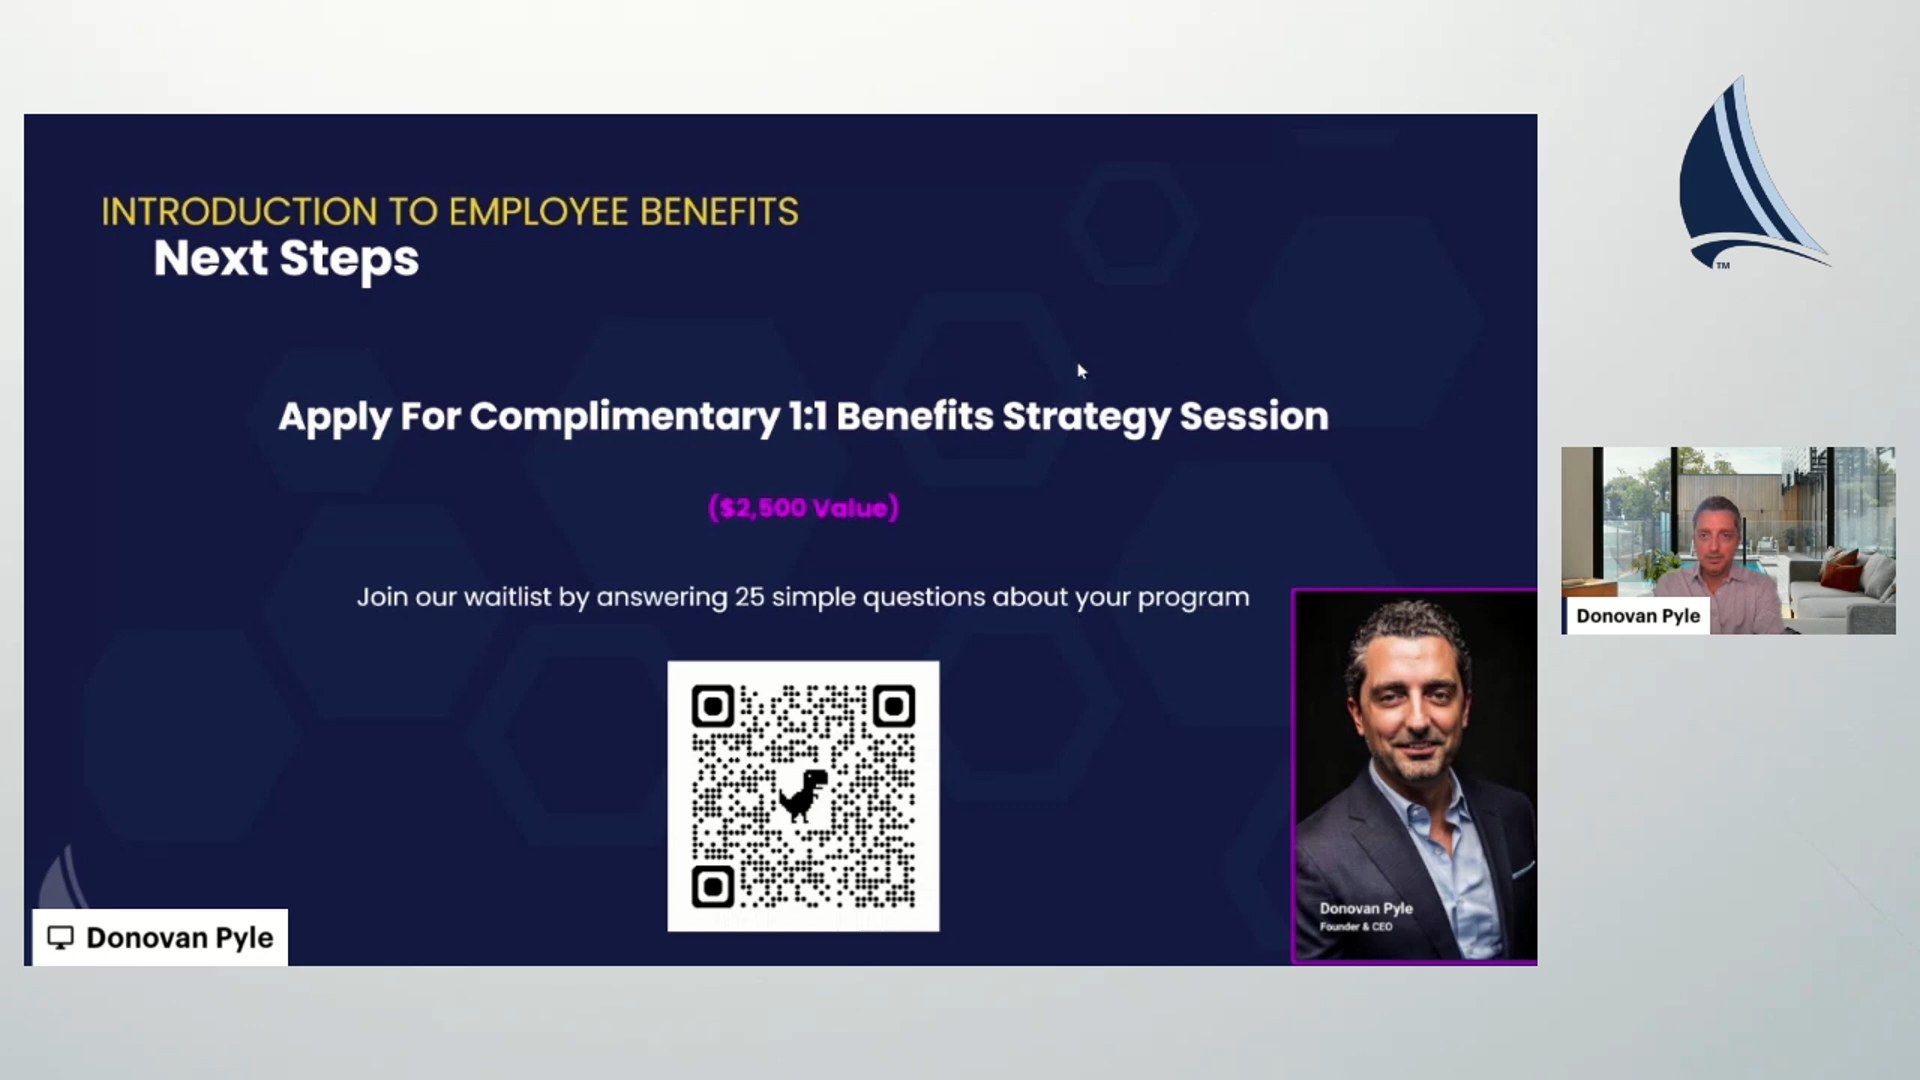 INTRODUCTION TO EMPLOYEE BENEFITS
Next Steps
Apply For Complimentary 1:1 Benefits Strategy Session
($2,500 Value)
Join our waitlist by answering 25 simple questions about your program
Donovan Pyle
Founder & CEO
Donovan Pyle
TM
Donovan Pyle